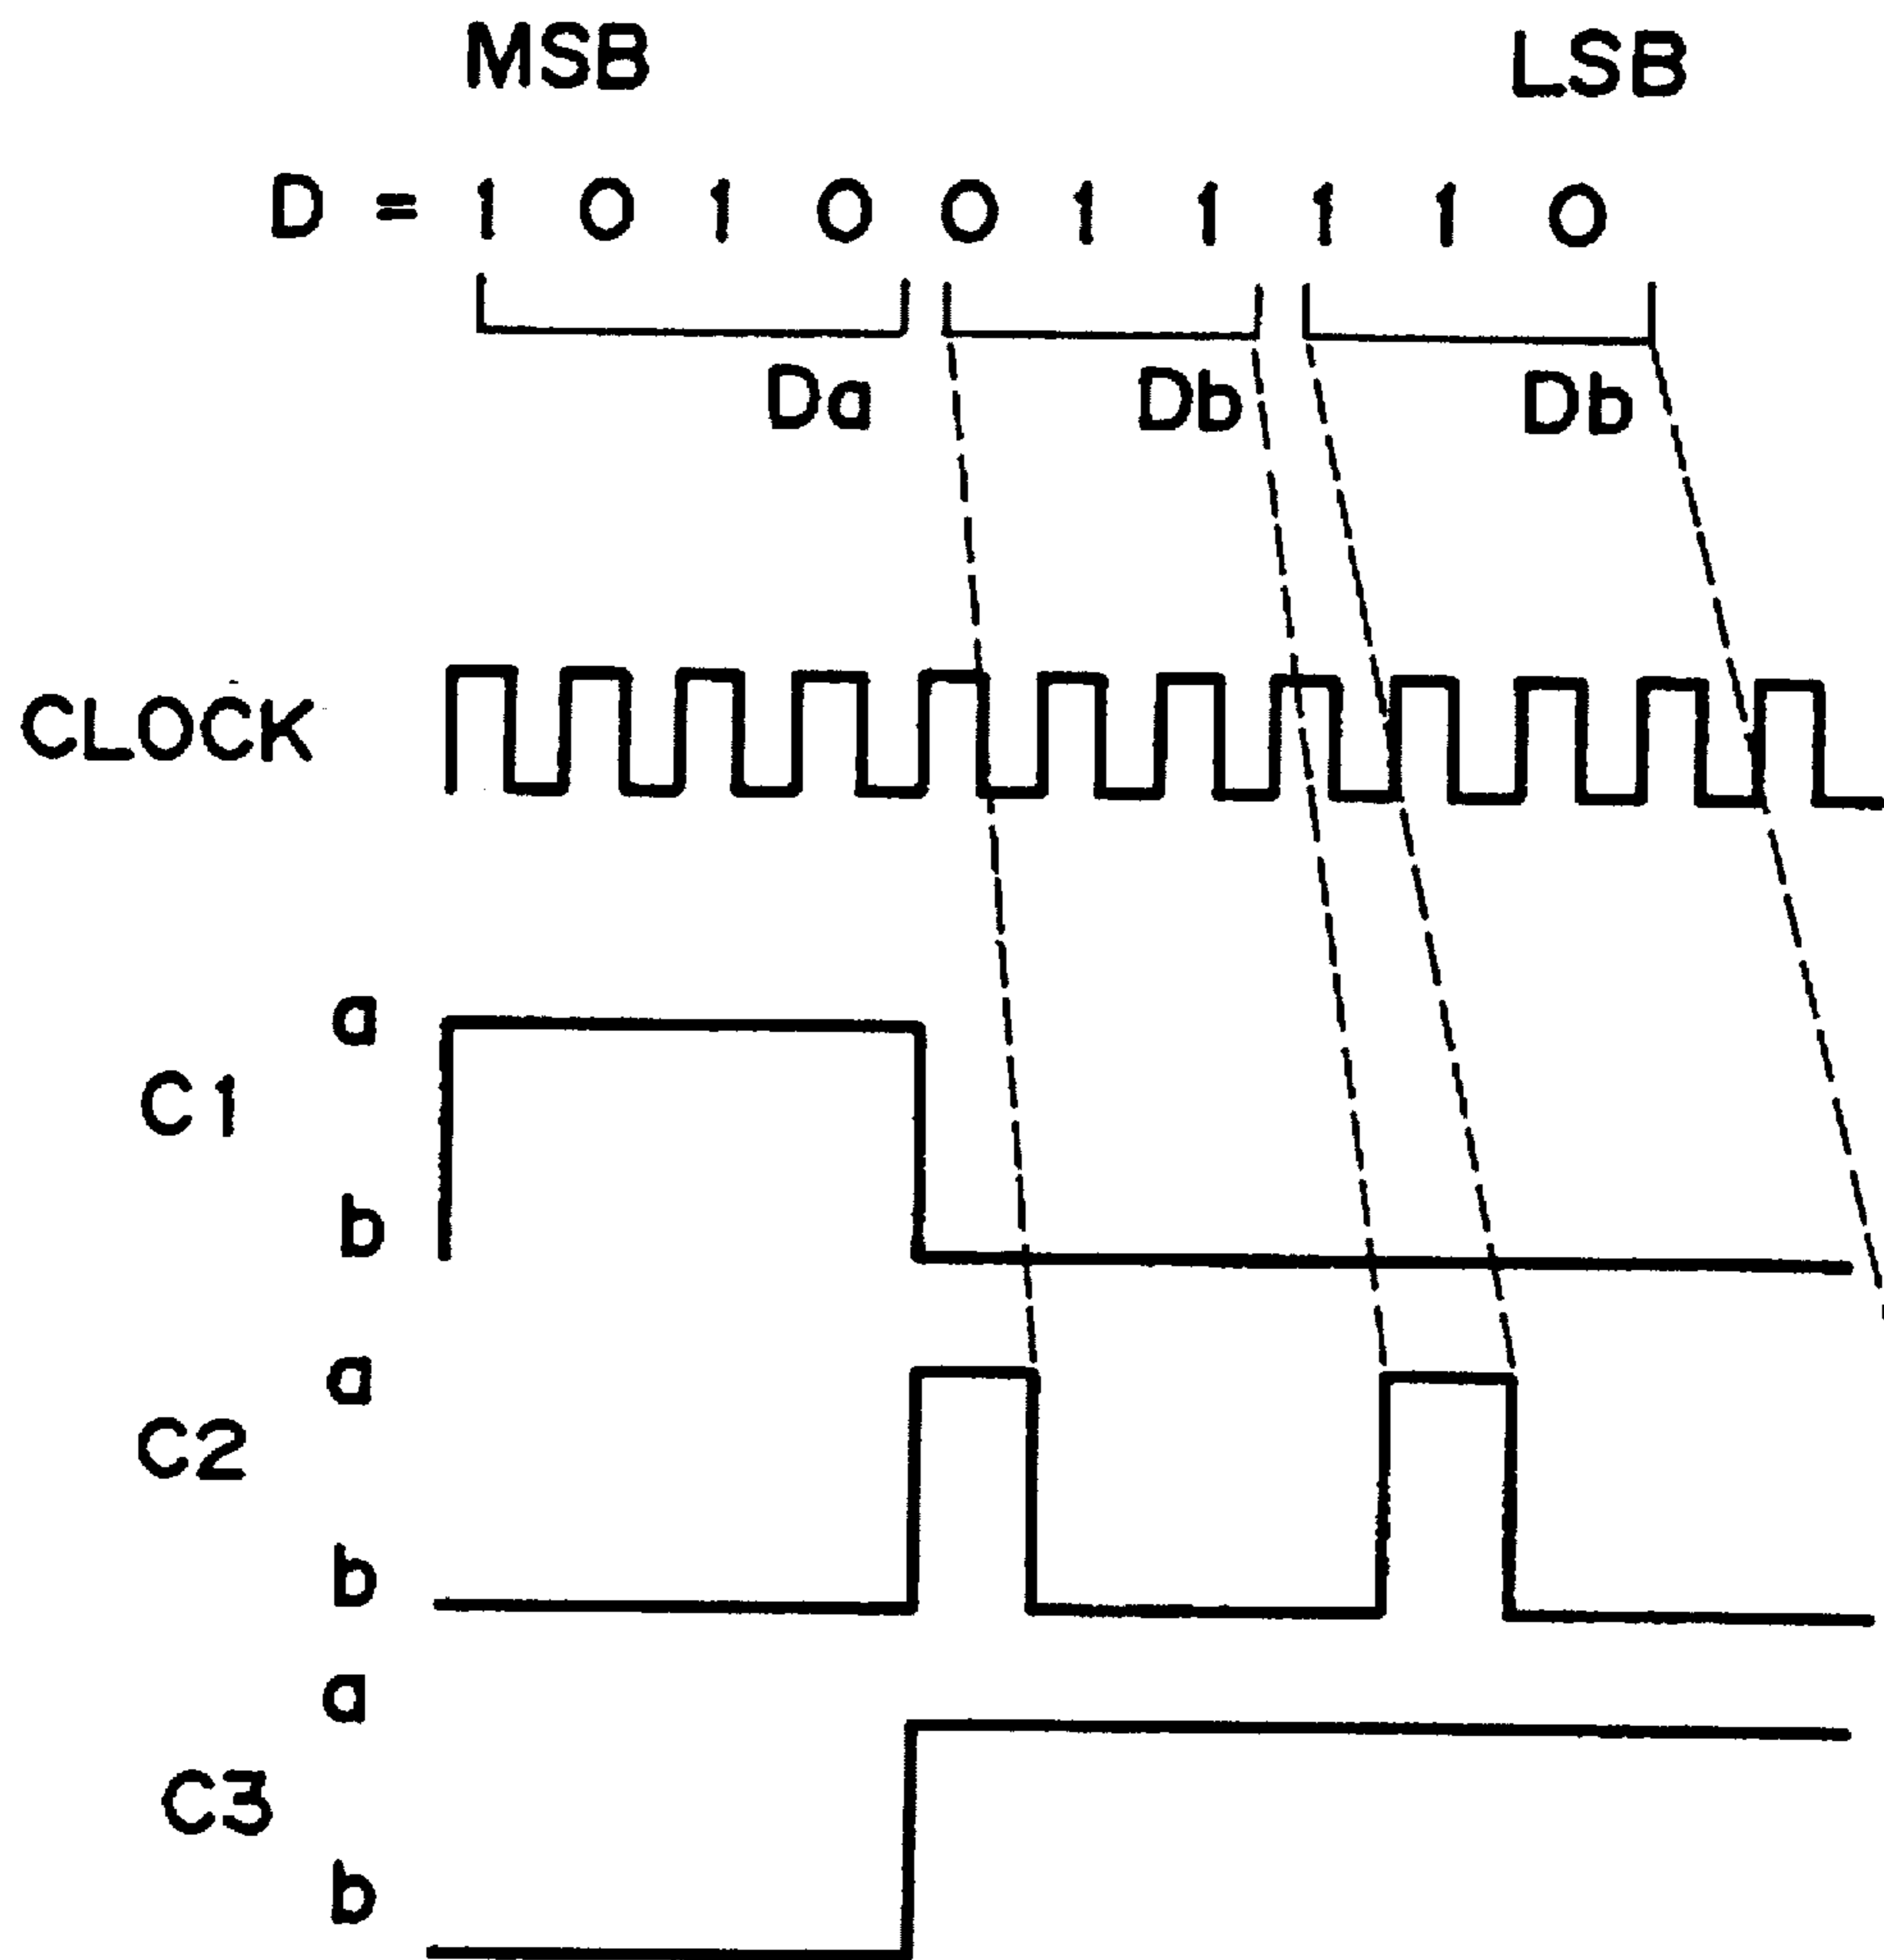 MSB LSB
D = 1 0 1 0 0 1 1 1 1 0
Da Db Db
CLOCK
a
C1
b
a
C2
b
a
C3
b